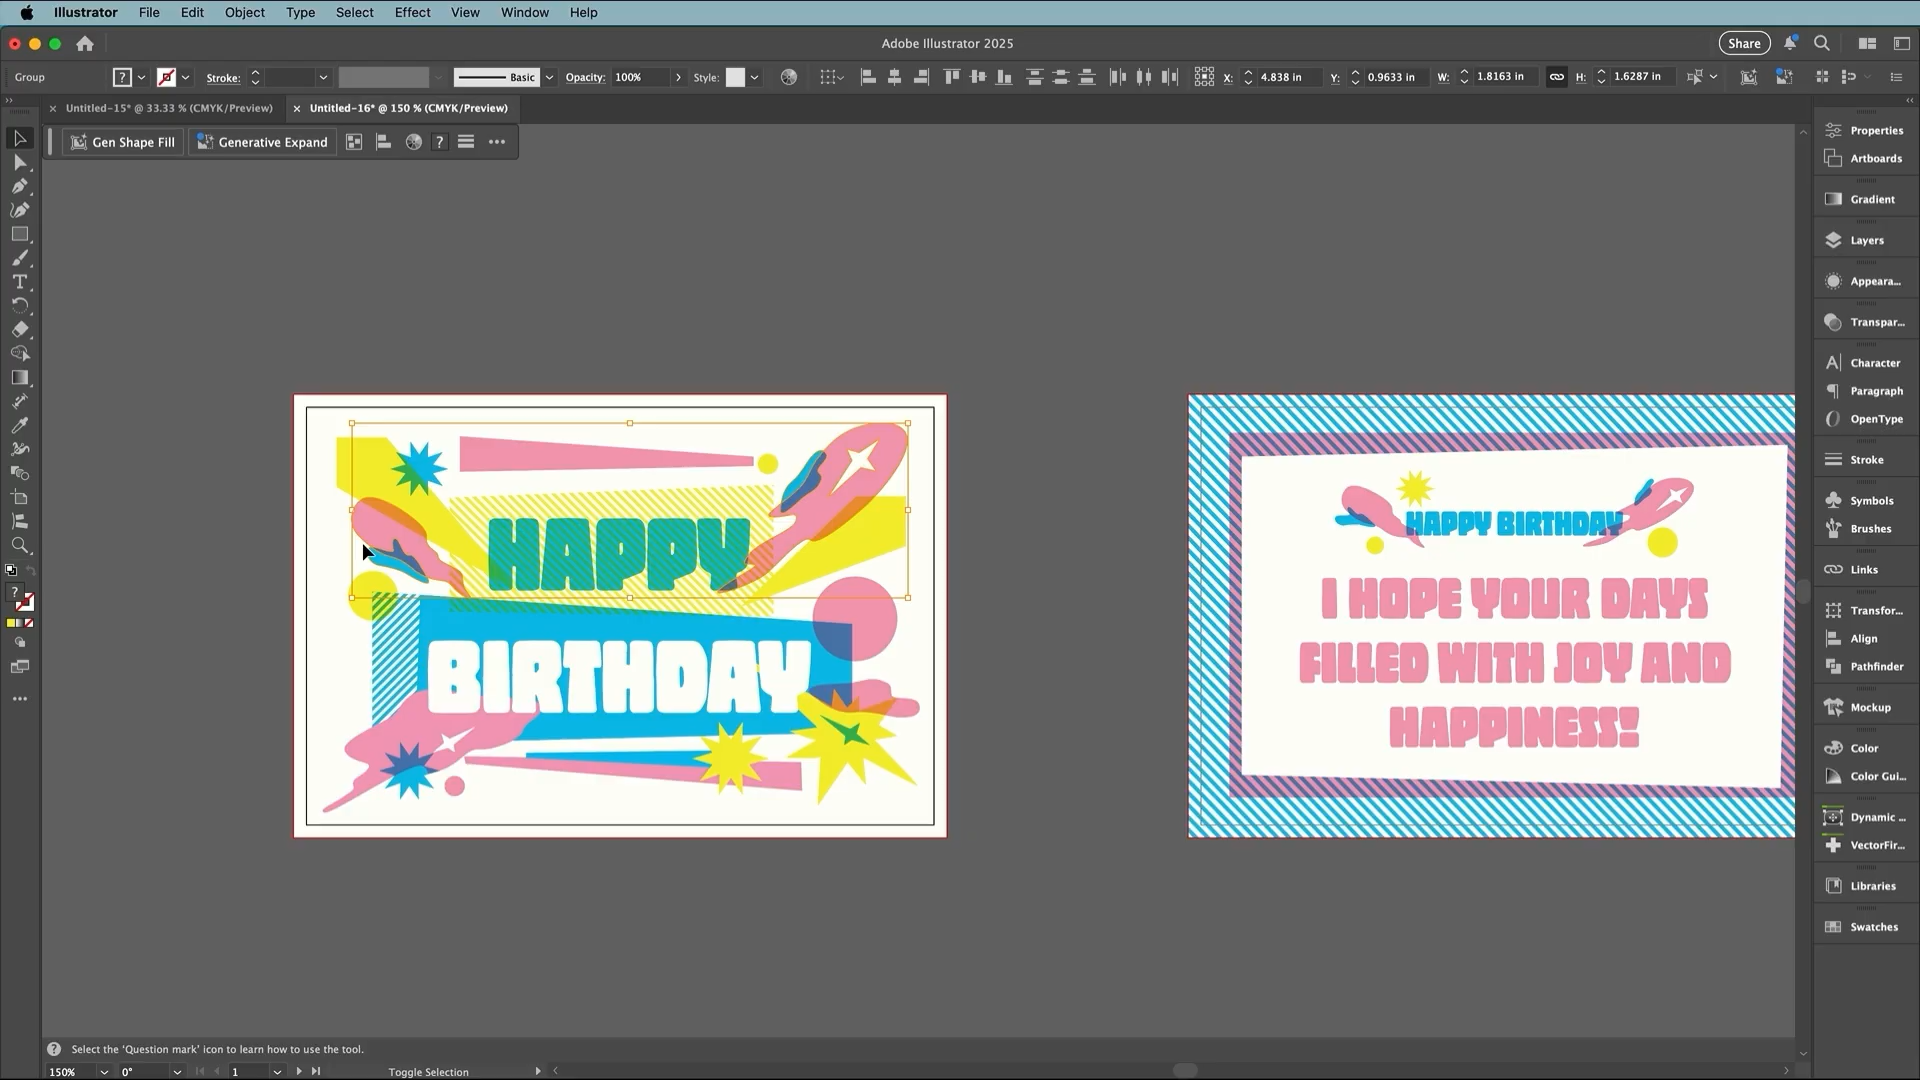 Illustrator File Edit Object Type Select Effect View Window Help
Adobe Illustrator 2025
Share
Group
Stroke:
Basic
Opacity: 100%
Style:
X: 4.838 in
Y: 0.9633 in
W: 1.8163 in
H: 1.6287 in
Untitled-15* @ 33.33 % (CMYK/Preview)
Untitled-16* @ 150 % (CMYK/Preview)
Gen Shape Fill
Generative Expand
HAPPY
BIRTHDAY
HAPPY BIRTHDAY
I HOPE YOUR DAYS
FILLED WITH JOY AND
HAPPINESS!
Properties
Artboards
Gradient
Layers
Appeara...
Transpar...
Character
Paragraph
OpenType
Stroke
Symbols
Brushes
Links
Transfor...
Align
Pathfinder
Mockup
Color
Color Gui...
Dynamic ...
VectorFir...
Libraries
Swatches
Select the 'Question mark' icon to learn how to use the tool.
150%
0°
1
Toggle Selection